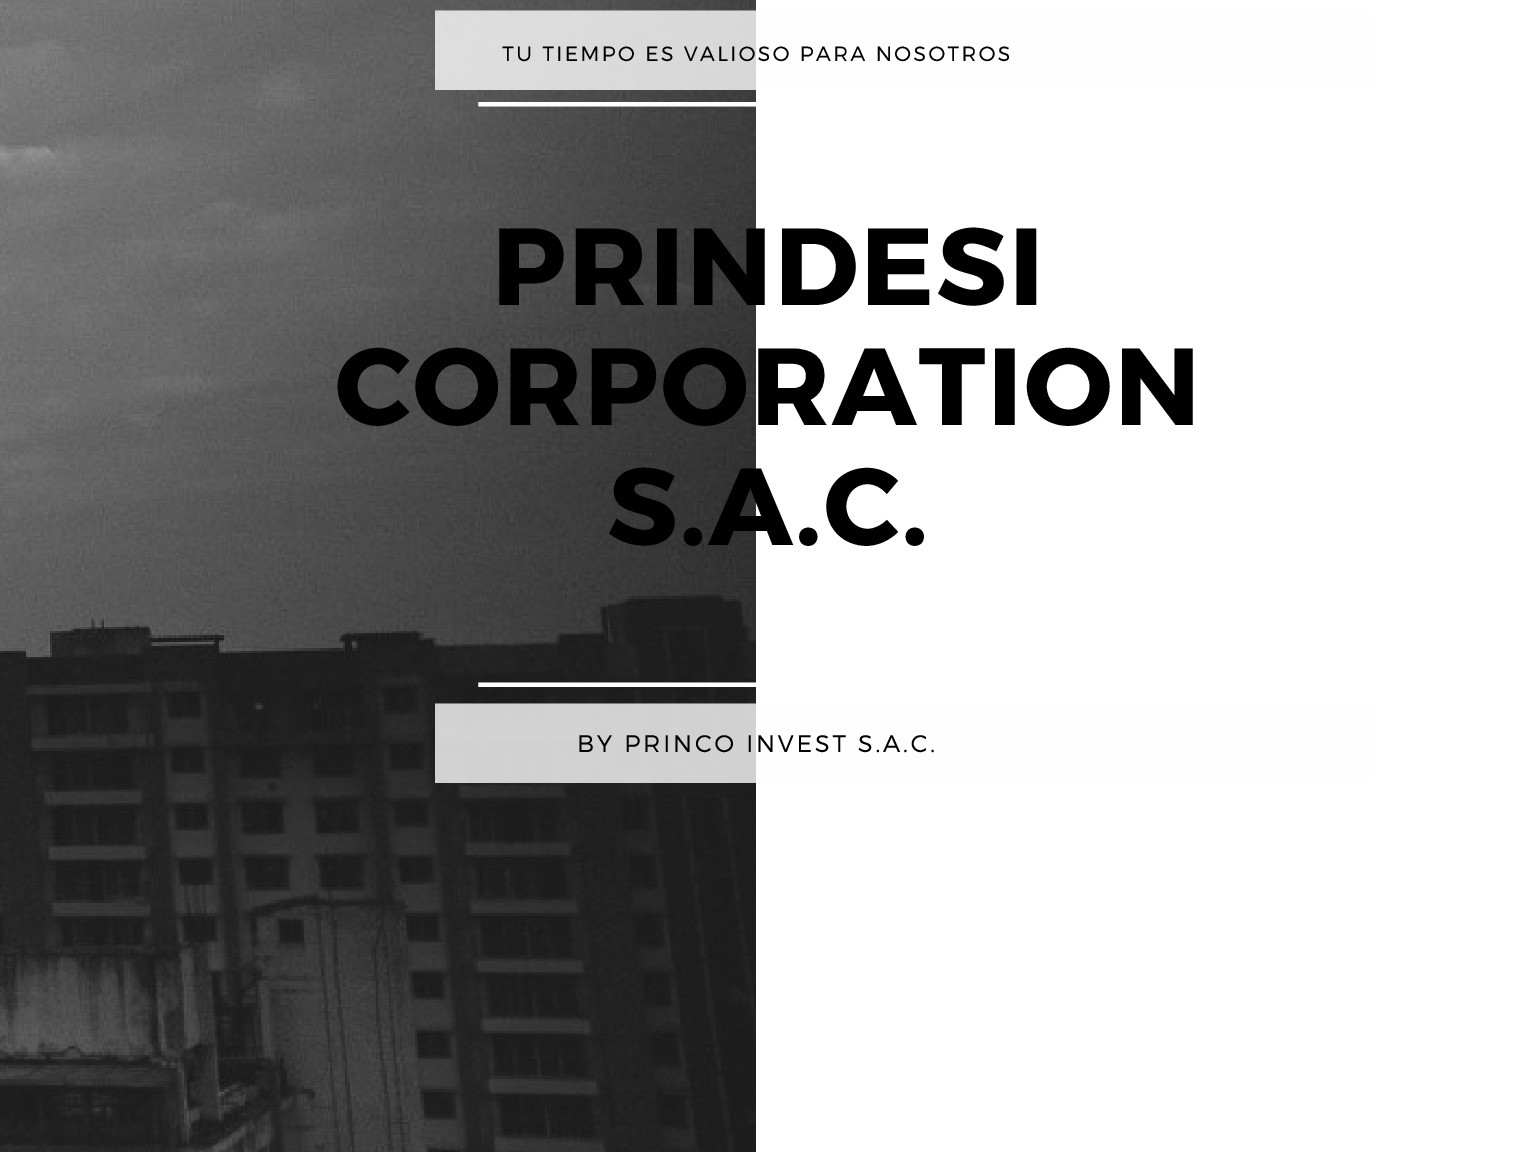 TU TIEMPO ES VALIOSO PARA NOSOTROS
PRINDESI
CORPORATION
S.A.C.
BY PRINCO INVEST S.A.C.